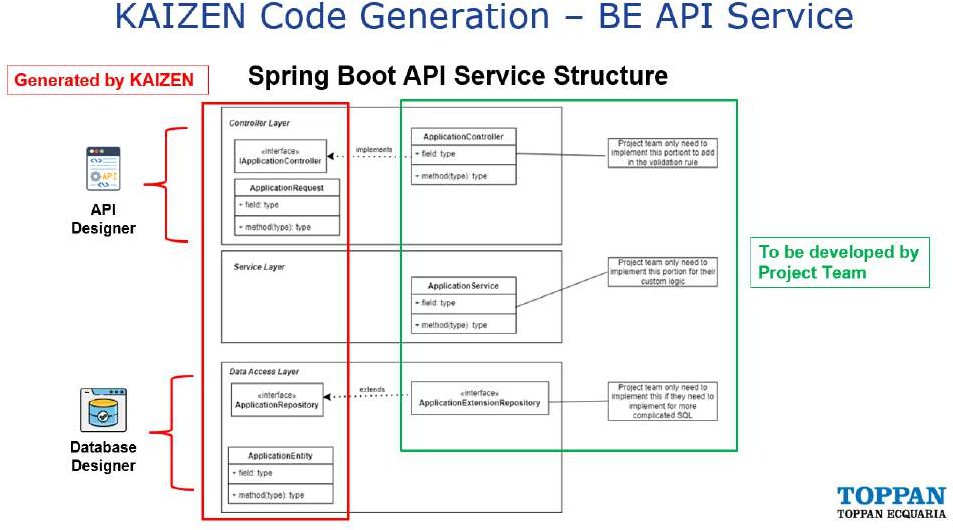 KAIZEN Code Generation – BE API Service
Generated by KAIZEN
Spring Boot API Service Structure
Controller Layer
«interface»
IApplicationController
implements
ApplicationController
+ field: type
+ method(type): type
Project team only need to
implement this portion to add
in the validation rule
ApplicationRequest
+ field: type
+ method(type): type
API
API
Designer
Service Layer
ApplicationService
+ field: type
+ method(type): type
Project team only need to
implement this portion for their
custom logic
To be developed by
Project Team
Data Access Layer
«interface»
ApplicationRepository
extends
«interface»
ApplicationExtensionRepository
Project team only need to
implement this if they need to
implement for more
complicated SQL
Database
Designer
ApplicationEntity
+ field: type
+ method(type): type
TOPPAN
TOPPAN ECQUARIA